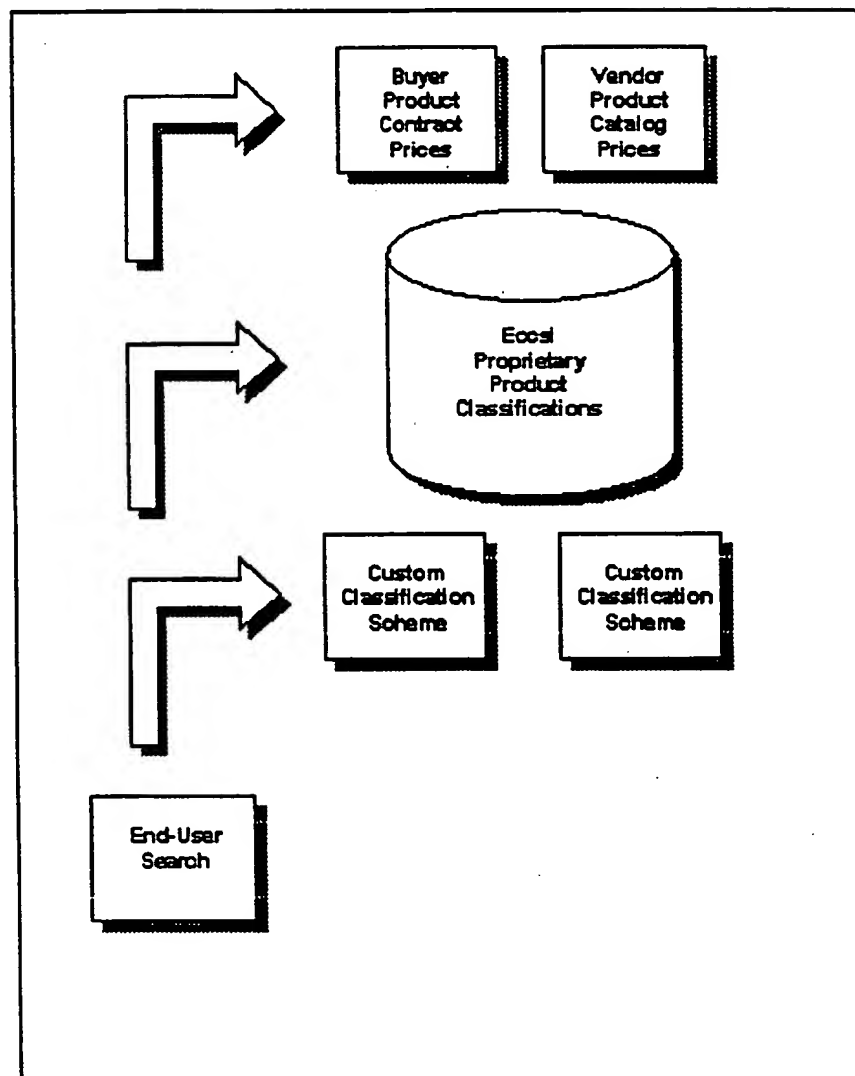 Buyer
Product
Contract
Prices
Vendor
Product
Catalog
Prices
Eccsl
Proprietary
Product
Classifications
Custom
Classification
Scheme
Custom
Classification
Scheme
End-User
Search